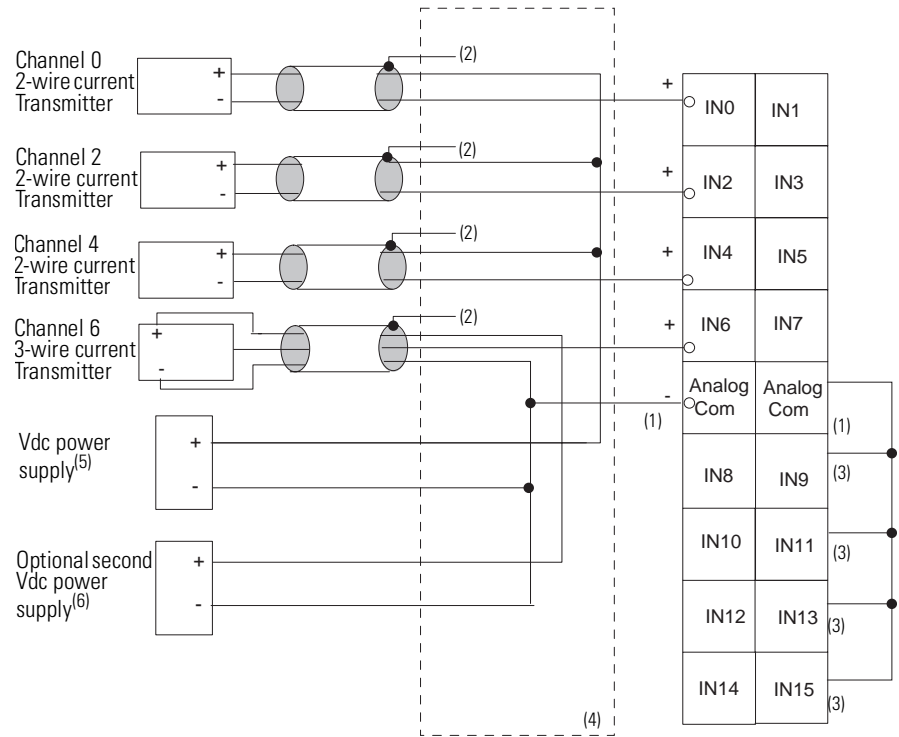 Channel 0
2-wire current
Transmitter
+
-
(2)
+
IN0
IN1
Channel 2
2-wire current
Transmitter
+
-
(2)
+
IN2
IN3
Channel 4
2-wire current
Transmitter
+
-
(2)
+
IN4
IN5
Channel 6
3-wire current
Transmitter
+
-
(2)
+
IN6
IN7
-
(1)
Analog
Com
Analog
Com
(1)
Vdc power
supply(5)
+
-
IN8
IN9
(3)
IN10
IN11
(3)
Optional second
Vdc power
supply(6)
+
-
IN12
IN13
(3)
IN14
IN15
(3)
(4)